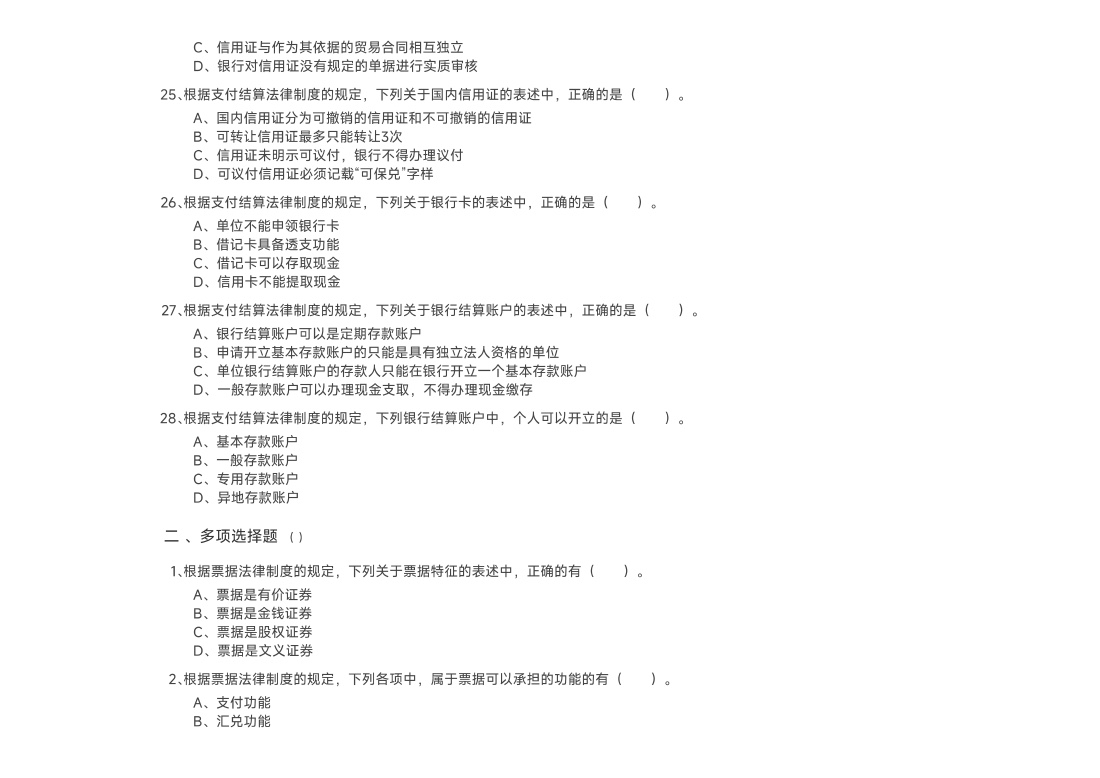 C、信用证与作为其依据的贸易合同相互独立
D、银行对信用证没有规定的单据进行实质审核
25、根据支付结算法律制度的规定，下列关于国内信用证的表述中，正确的是（　　）。
A、国内信用证分为可撤销的信用证和不可撤销的信用证
B、可转让信用证最多只能转让3次
C、信用证未明示可议付，银行不得办理议付
D、可议付信用证必须记载“可保兑”字样
26、根据支付结算法律制度的规定，下列关于银行卡的表述中，正确的是（　　）。
A、单位不能申领银行卡
B、借记卡具备透支功能
C、借记卡可以存取现金
D、信用卡不能提取现金
27、根据支付结算法律制度的规定，下列关于银行结算账户的表述中，正确的是（　　）。
A、银行结算账户可以是定期存款账户
B、申请开立基本存款账户的只能是具有独立法人资格的单位
C、单位银行结算账户的存款人只能在银行开立一个基本存款账户
D、一般存款账户可以办理现金支取，不得办理现金缴存
28、根据支付结算法律制度的规定，下列银行结算账户中，个人可以开立的是（　　）。
A、基本存款账户
B、一般存款账户
C、专用存款账户
D、异地存款账户
二 、多项选择题 （ ）
1、根据票据法律制度的规定，下列关于票据特征的表述中，正确的有（　　）。
A、票据是有价证券
B、票据是金钱证券
C、票据是股权证券
D、票据是文义证券
2、根据票据法律制度的规定，下列各项中，属于票据可以承担的功能的有（　　）。
A、支付功能
B、汇兑功能